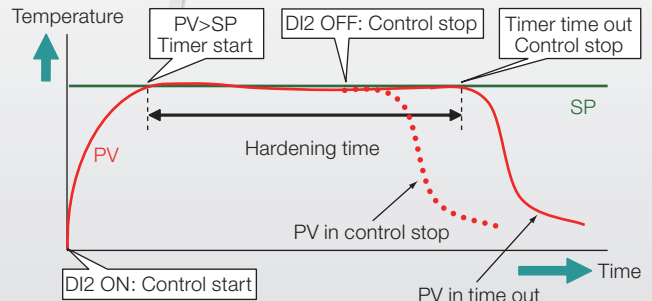 Temperature
PV>SP
Timer start
DI2 OFF: Control stop
Timer time out
Control stop
SP
PV
Hardening time
PV in control stop
DI2 ON: Control start
Time
PV in time out